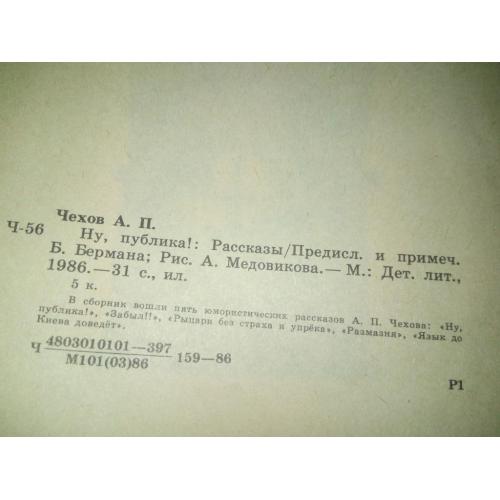 Чехов А. П.
Ч-56
Ну, публика!: Рассказы/Предисл. и примеч.
Б. Бермана; Рис. А. Медовикова.— М.: Дет. лит.,
1986.—31 с., ил.
5 к.
В сборник вошли пять юмористических рассказов А. П. Чехова: «Ну,
публика!», «Забыл!!», «Рыцари без страха и упрека», «Размазня», «Язык до
Киева доведёт».
Ч 4803010101—397
М101(03)86 159—86
Р1